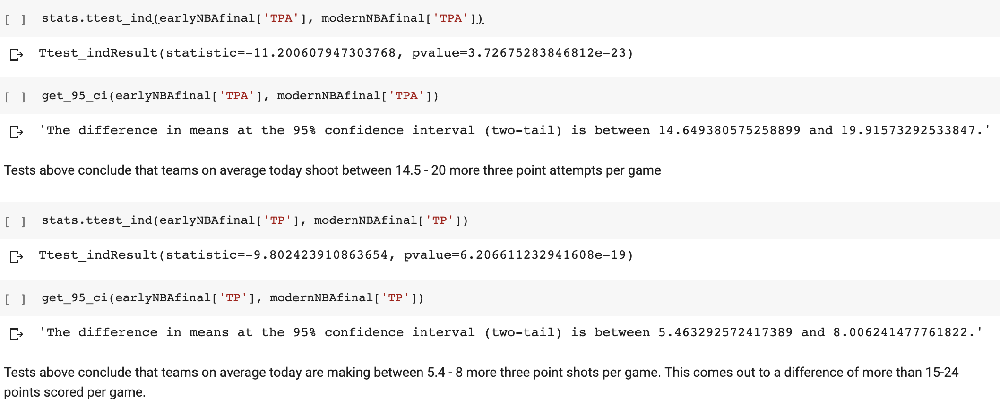 [ ] stats.ttest_ind(earlyNBAfinal['TPA'], modernNBAfinal['TPA'])
Ttest_indResult(statistic=-11.200607947303768, pvalue=3.72675283846812e-23)
[ ] get_95_ci(earlyNBAfinal['TPA'], modernNBAfinal['TPA'])
'The difference in means at the 95% confidence interval (two-tail) is between 14.649380575258899 and 19.91573292533847.'
Tests above conclude that teams on average today shoot between 14.5 - 20 more three point attempts per game
[ ] stats.ttest_ind(earlyNBAfinal['TP'], modernNBAfinal['TP'])
Ttest_indResult(statistic=-9.802423910863654, pvalue=6.206611232941608e-19)
[ ] get_95_ci(earlyNBAfinal['TP'], modernNBAfinal['TP'])
'The difference in means at the 95% confidence interval (two-tail) is between 5.463292572417389 and 8.006241477761822.'
Tests above conclude that teams on average today are making between 5.4 - 8 more three point shots per game. This comes out to a difference of more than 15-24
points scored per game.